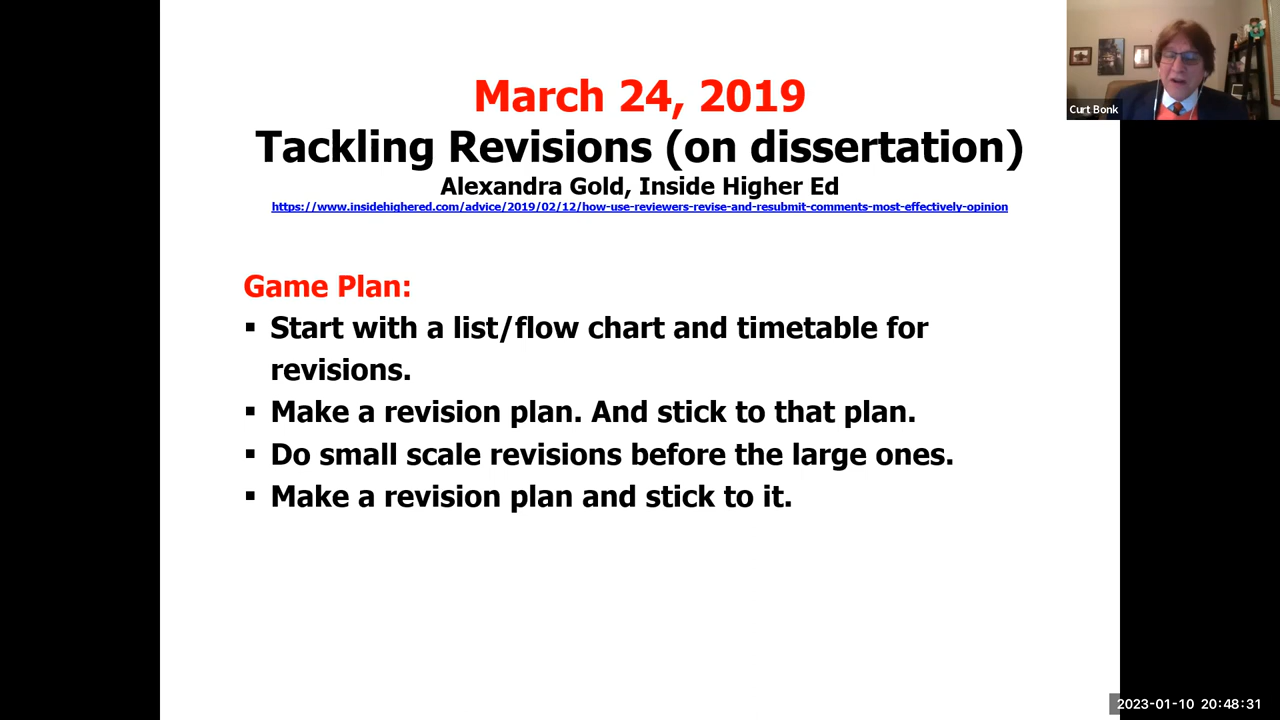 March 24, 2019
Tackling Revisions (on dissertation)
Alexandra Gold, Inside Higher Ed
https://www.insidehighered.com/advice/2019/02/12/how-use-reviewers-revise-and-resubmit-comments-most-effectively-opinion
Curt Bonk
Game Plan:
▪ Start with a list/flow chart and timetable for
revisions.
▪ Make a revision plan. And stick to that plan.
▪ Do small scale revisions before the large ones.
▪ Make a revision plan and stick to it.
2023-01-10 20:48:31